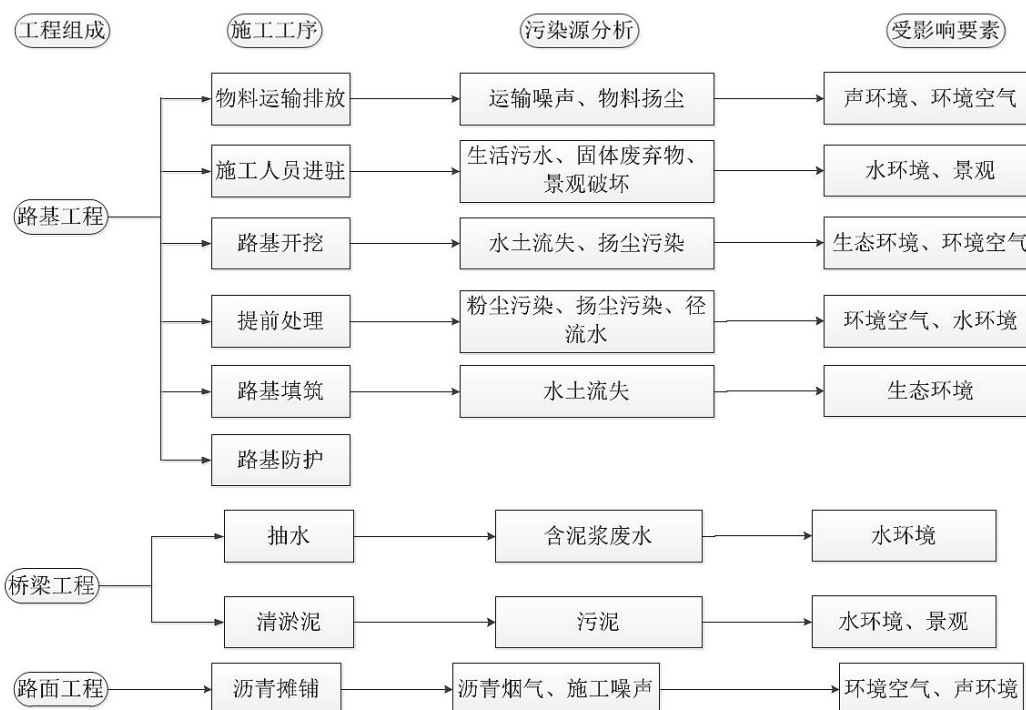 工程组成
施工工序
污染源分析
受影响要素
物料运输排放
运输噪声、物料扬尘
声环境、环境空气
施工人员进驻
生活污水、固体废弃物、
景观破坏
水环境、景观
路基工程
路基开挖
水土流失、扬尘污染
生态环境、环境空气
提前处理
粉尘污染、扬尘污染、径
流水
环境空气、水环境
路基填筑
水土流失
生态环境
路基防护
抽水
含泥浆废水
水环境
桥梁工程
清淤泥
污泥
水环境、景观
路面工程
沥青摊铺
沥青烟气、施工噪声
环境空气、声环境